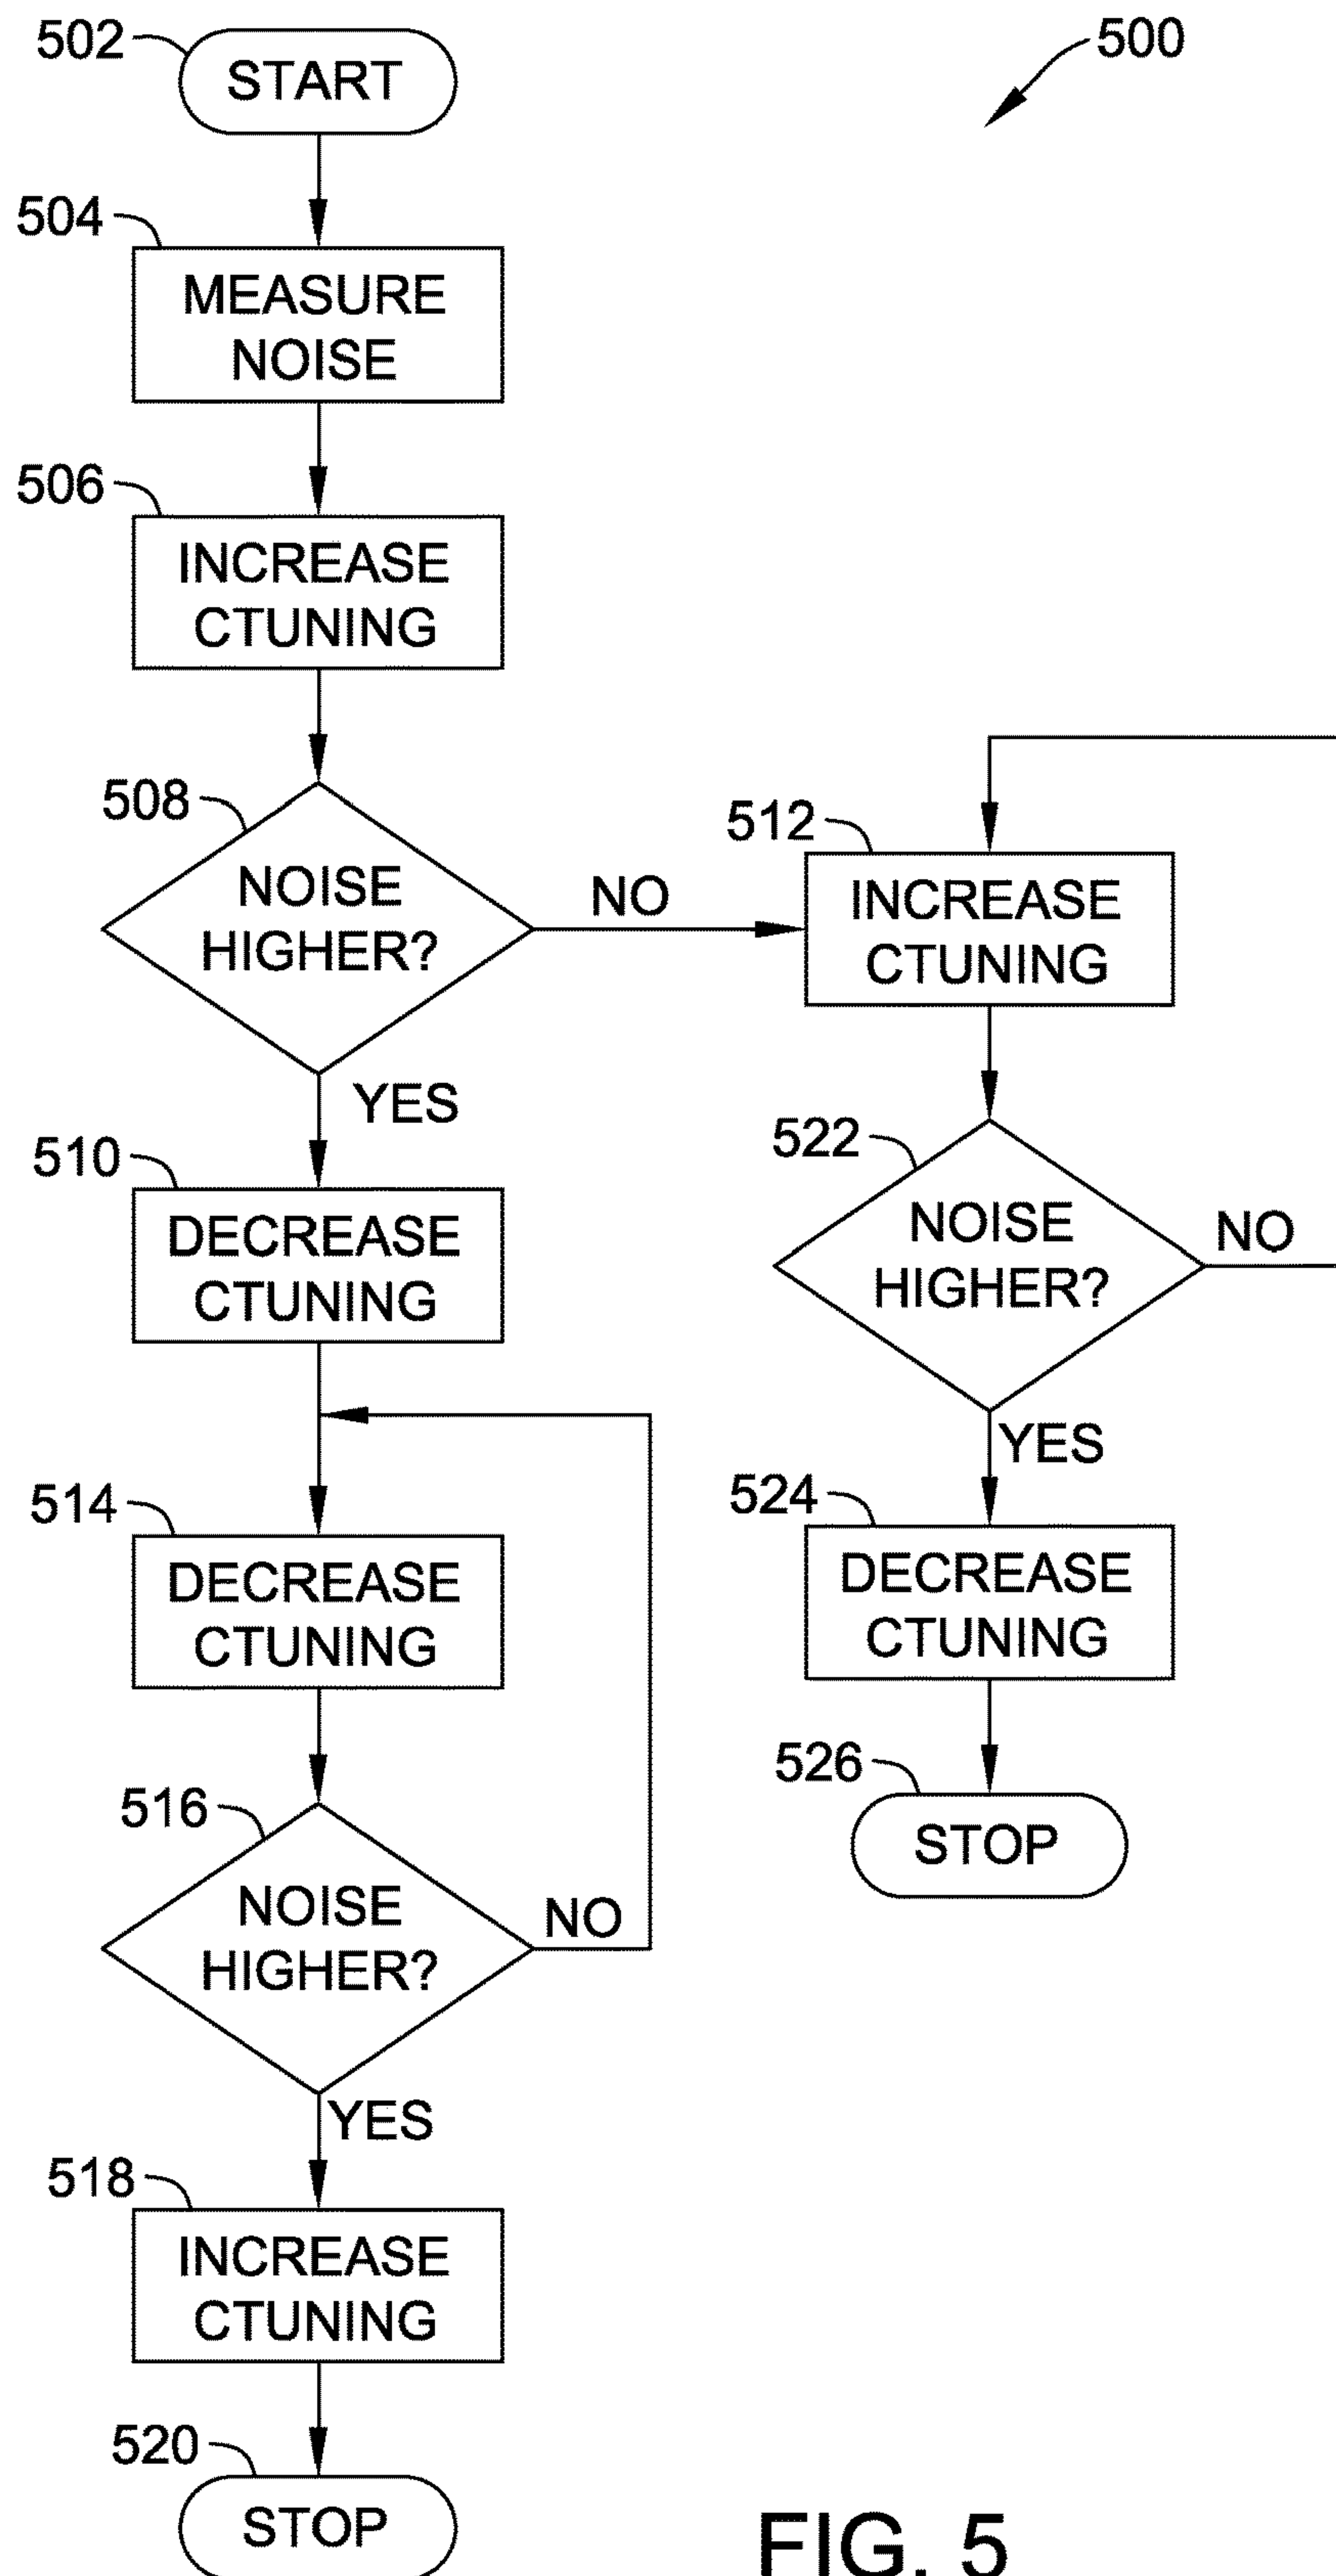 502
START
500
504
MEASURE
NOISE
506
INCREASE
CTUNING
508
NOISE
HIGHER?
NO
YES
512
INCREASE
CTUNING
522
NOISE
HIGHER?
NO
YES
510
DECREASE
CTUNING
514
DECREASE
CTUNING
524
DECREASE
CTUNING
526
STOP
516
NOISE
HIGHER?
NO
YES
518
INCREASE
CTUNING
520
STOP
FIG. 5